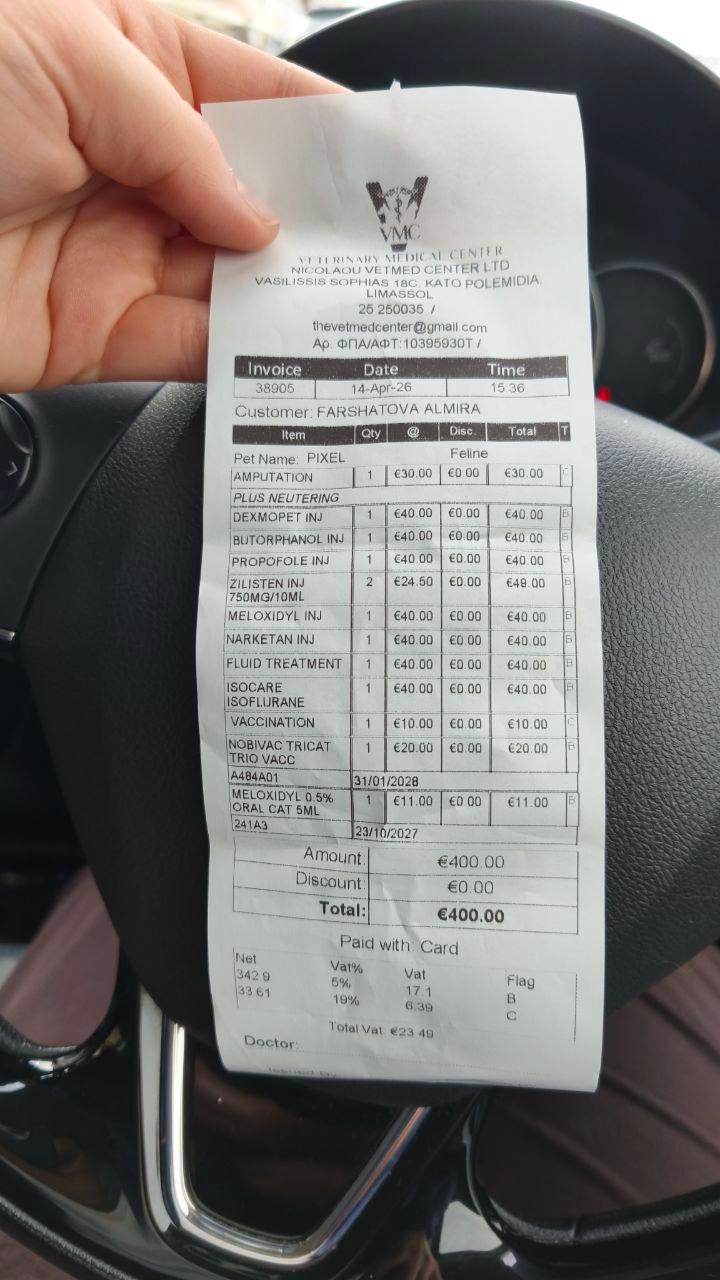 VMC
VETERINARY MEDICAL CENTER
NICOLAOU VETMED CENTER LTD
VASILISSIS SOPHIAS 18C, KATO POLEMIDIA,
LIMASSOL
25 250035 /
thevetmedcenter@gmail.com
Αρ. ΦΠΑ/ΑΦΤ:10395930T /
Invoice Date Time
38905 14-Apr-26 15:36
Customer: FARSHATOVA ALMIRA
Item Qty @ Disc. Total T
Pet Name: PIXEL Feline
AMPUTATION 1 €30.00 €0.00 €30.00 C
PLUS NEUTERING
DEXMOPET INJ 1 €40.00 €0.00 €40.00 B
BUTORPHANOL INJ 1 €40.00 €0.00 €40.00 B
PROPOFOLE INJ 1 €40.00 €0.00 €40.00 B
ZILISTEN INJ 2 €24.50 €0.00 €49.00 B
750MG/10ML
MELOXIDYL INJ 1 €40.00 €0.00 €40.00 B
NARKETAN INJ 1 €40.00 €0.00 €40.00 B
FLUID TREATMENT 1 €40.00 €0.00 €40.00 B
ISOCARE 1 €40.00 €0.00 €40.00 B
ISOFLURANE
VACCINATION 1 €10.00 €0.00 €10.00 C
NOBIVAC TRICAT 1 €20.00 €0.00 €20.00 B
TRIO VACC
A484A01 31/01/2028
MELOXIDYL 0.5% 1 €11.00 €0.00 €11.00 B
ORAL CAT 5ML
241A3 23/10/2027
Amount: €400.00
Discount: €0.00
Total: €400.00
Paid with: Card
Net Vat% Vat Flag
342.9 5% 17.1 B
33.61 19% 6.39 C
Total Vat: €23.49
Doctor:
Issued By